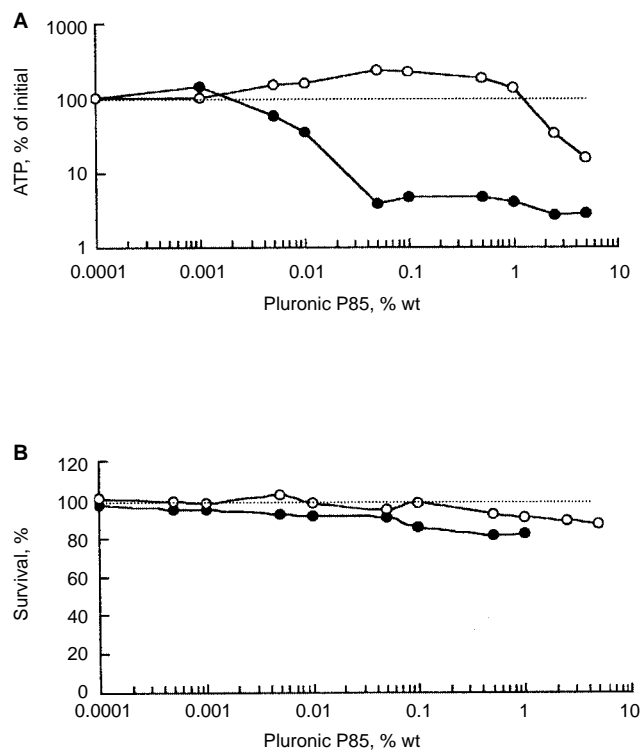 A
1000
100
10
1
ATP, % of initial
0.0001 0.001 0.01 0.1 1 10
Pluronic P85, % wt
B
120
100
80
60
40
20
0
Survival, %
0.0001 0.001 0.01 0.1 1 10
Pluronic P85, % wt